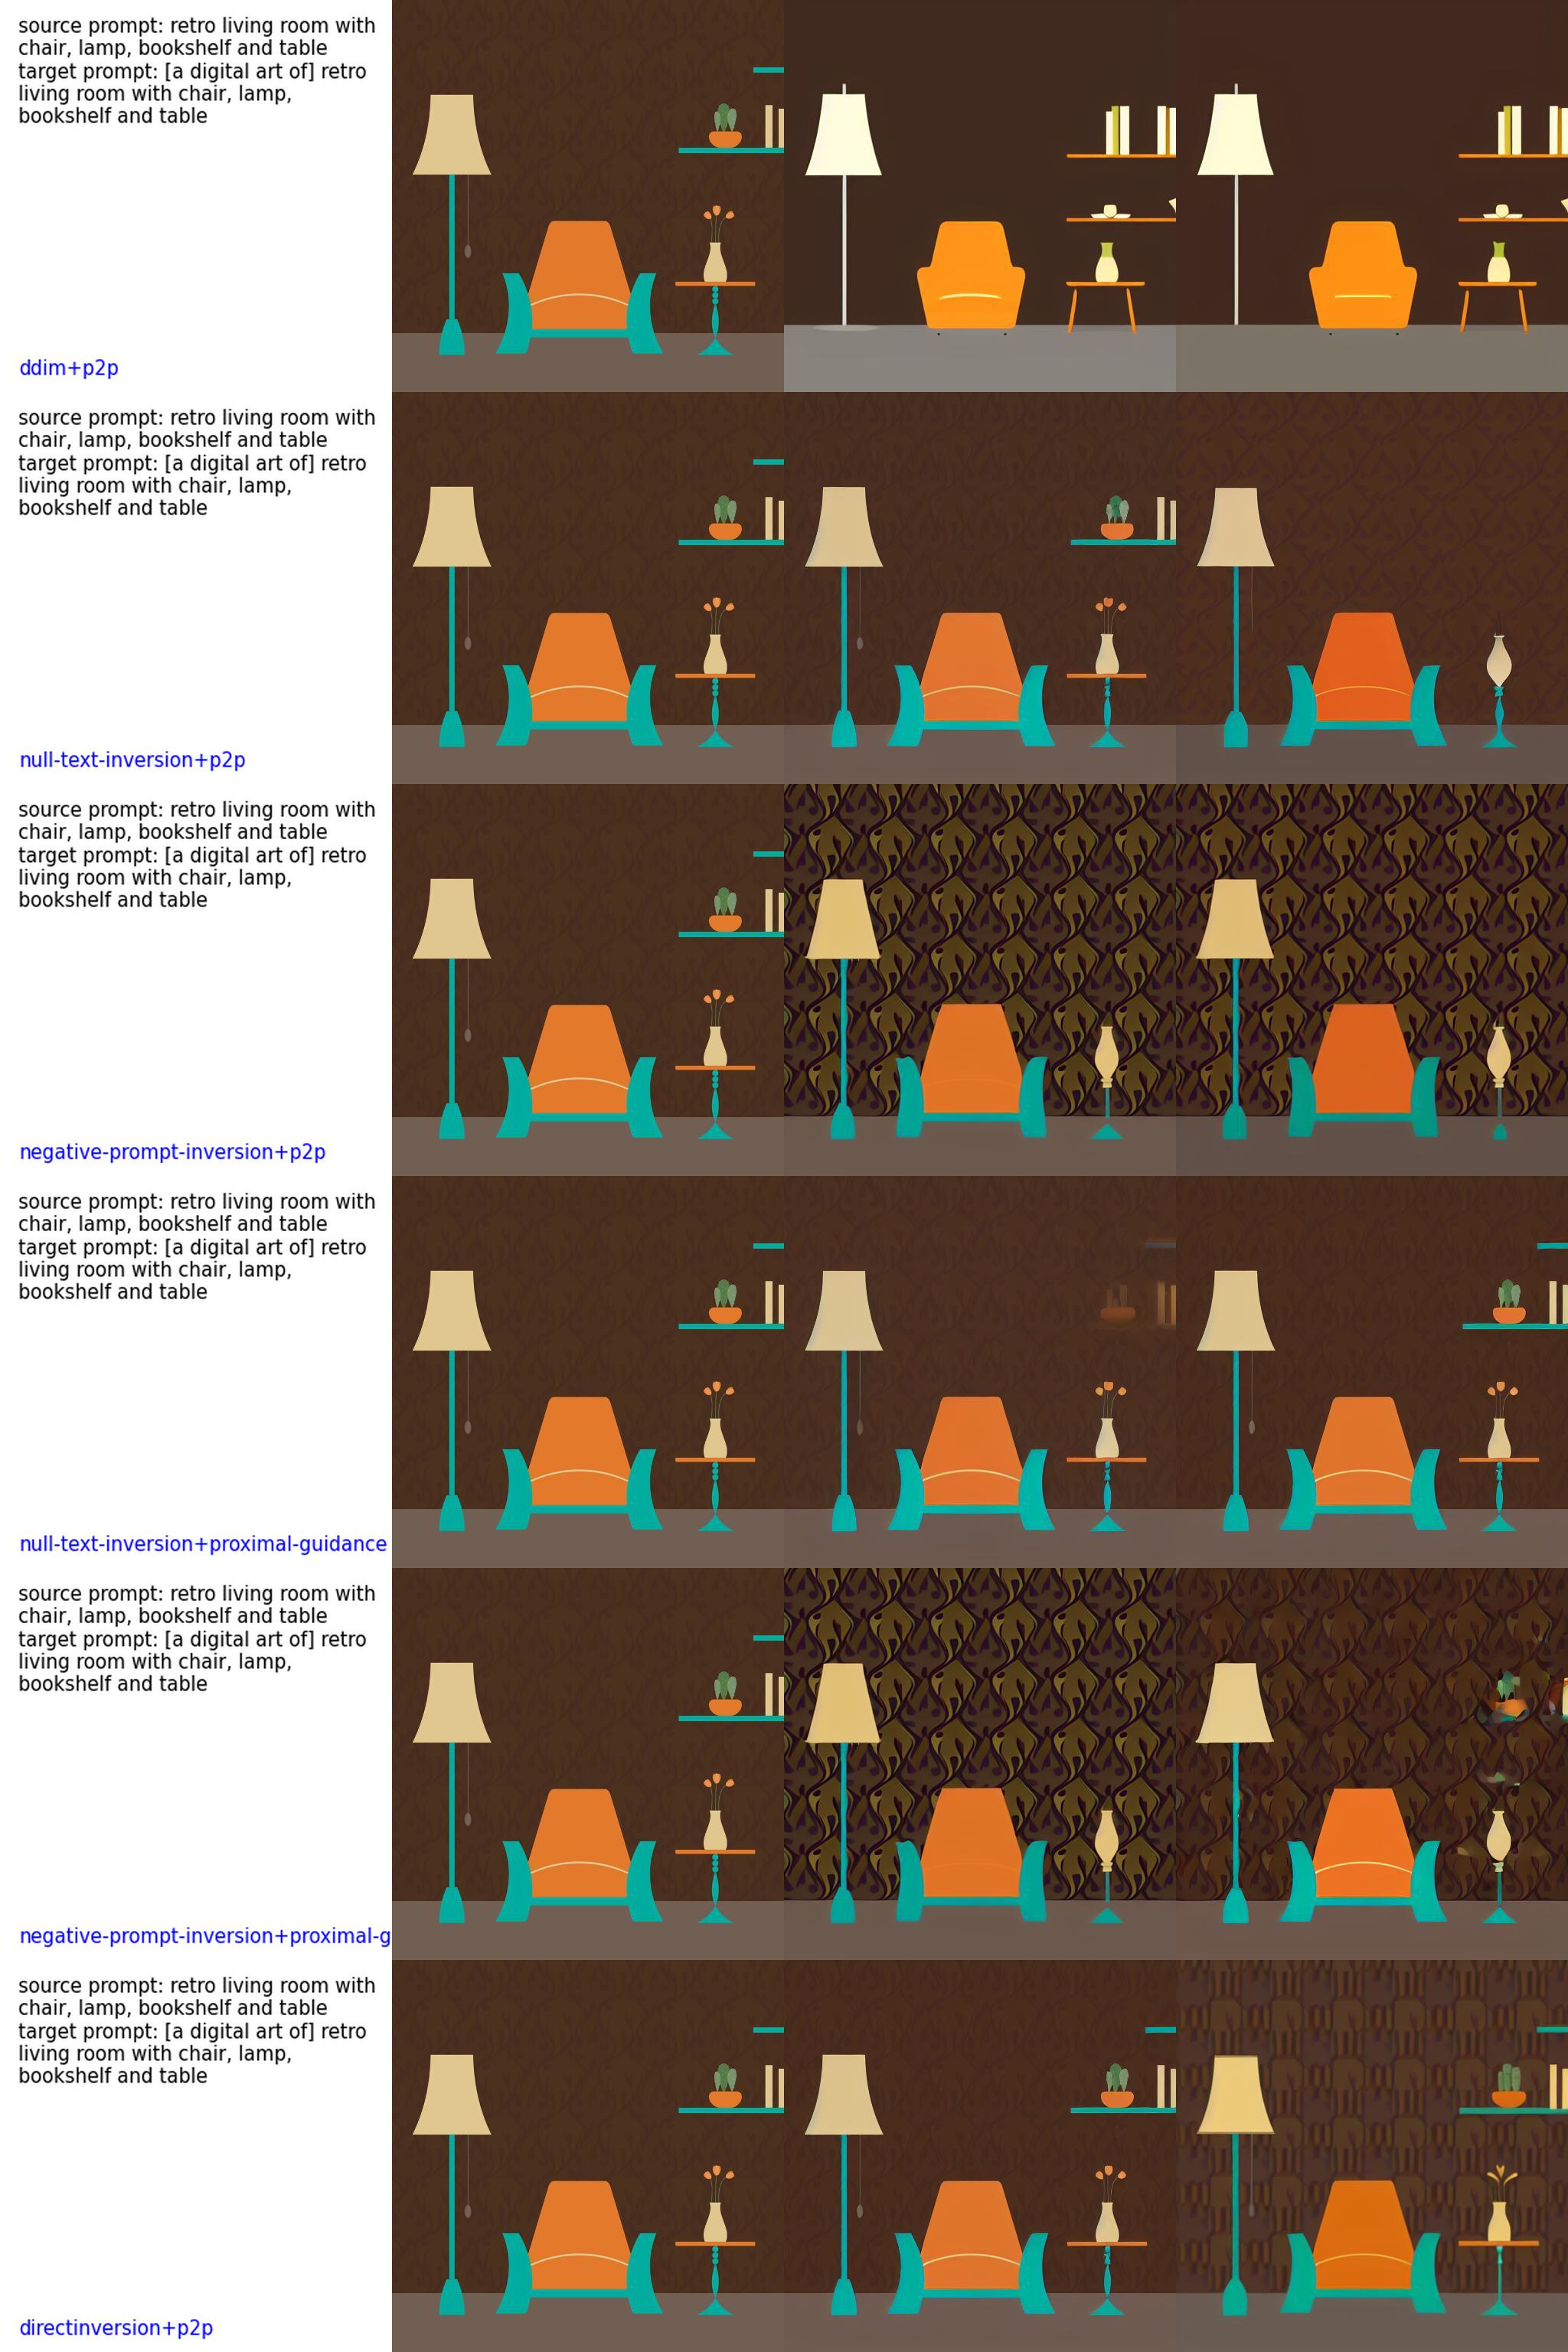 source prompt: retro living room with
chair, lamp, bookshelf and table
target prompt: [a digital art of] retro
living room with chair, lamp,
bookshelf and table
ddim+p2p
source prompt: retro living room with
chair, lamp, bookshelf and table
target prompt: [a digital art of] retro
living room with chair, lamp,
bookshelf and table
null-text-inversion+p2p
source prompt: retro living room with
chair, lamp, bookshelf and table
target prompt: [a digital art of] retro
living room with chair, lamp,
bookshelf and table
negative-prompt-inversion+p2p
source prompt: retro living room with
chair, lamp, bookshelf and table
target prompt: [a digital art of] retro
living room with chair, lamp,
bookshelf and table
null-text-inversion+proximal-guidance
source prompt: retro living room with
chair, lamp, bookshelf and table
target prompt: [a digital art of] retro
living room with chair, lamp,
bookshelf and table
negative-prompt-inversion+proximal-g
source prompt: retro living room with
chair, lamp, bookshelf and table
target prompt: [a digital art of] retro
living room with chair, lamp,
bookshelf and table
directinversion+p2p